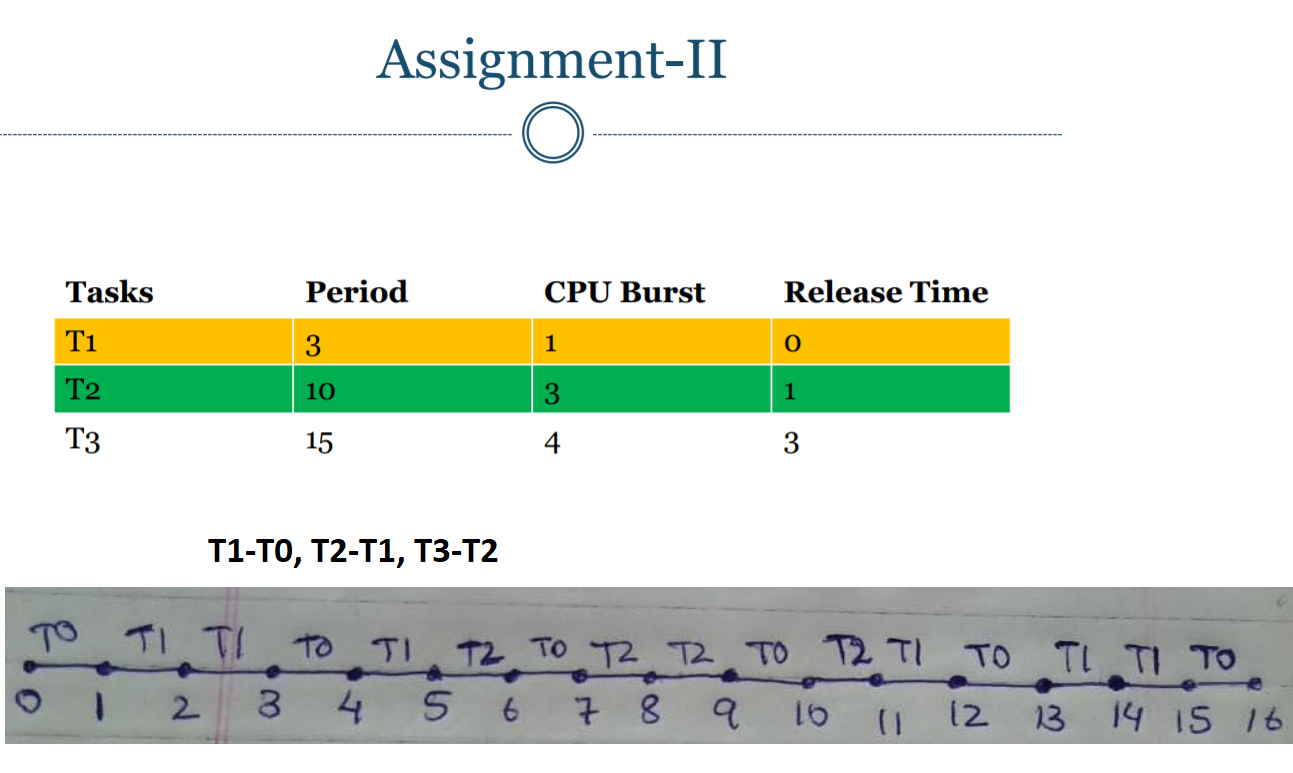 Assignment-II
Tasks Period CPU Burst Release Time
T1 3 1 0
T2 10 3 1
T3 15 4 3
T1-T0, T2-T1, T3-T2
T0 T1 T1 T0 T1 T2 T0 T2 T2 T0 T2 T1 T0 T1 T1 T0
0 1 2 3 4 5 6 7 8 9 10 11 12 13 14 15 16